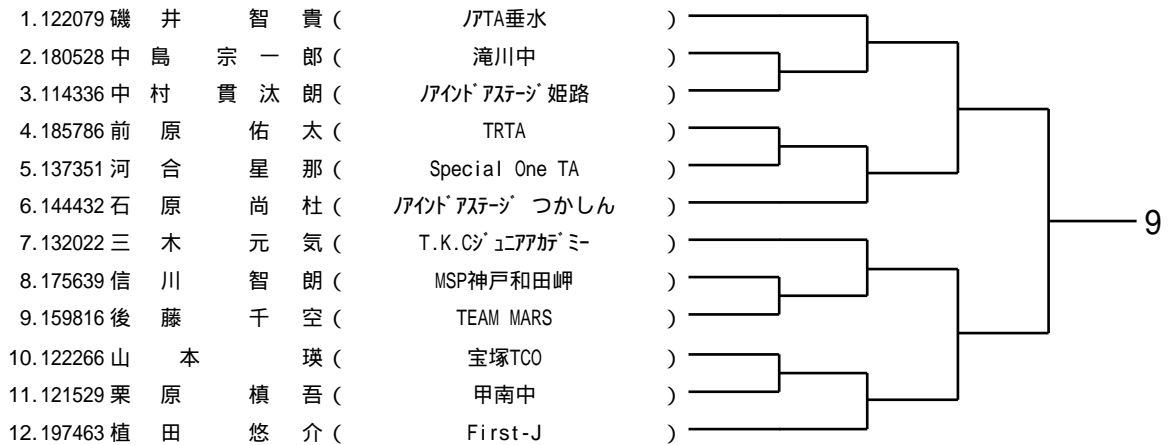 1.122079 磯 井 智 貴 ( ﾉｱTA垂水 )
2.180528 中 島 宗 一 郎 ( 滝川中 )
3.114336 中 村 貫 汰 朗 ( ﾉｱｲﾝﾄﾞｱｽﾃｰｼﾞ姫路 )
4.185786 前 原 佑 太 ( TRTA )
5.137351 河 合 星 那 ( Special One TA )
6.144432 石 原 尚 杜 ( ﾉｱｲﾝﾄﾞｱｽﾃｰｼﾞ つかしん )
7.132022 三 木 元 気 ( T.K.Cｼﾞｭﾆｱｱｶﾃﾞﾐｰ )
8.175639 信 川 智 朗 ( MSP神戸和田岬 )
9.159816 後 藤 千 空 ( TEAM MARS )
10.122266 山 本 瑛 ( 宝塚TCO )
11.121529 栗 原 槙 吾 ( 甲南中 )
12.197463 植 田 悠 介 ( First-J )
9